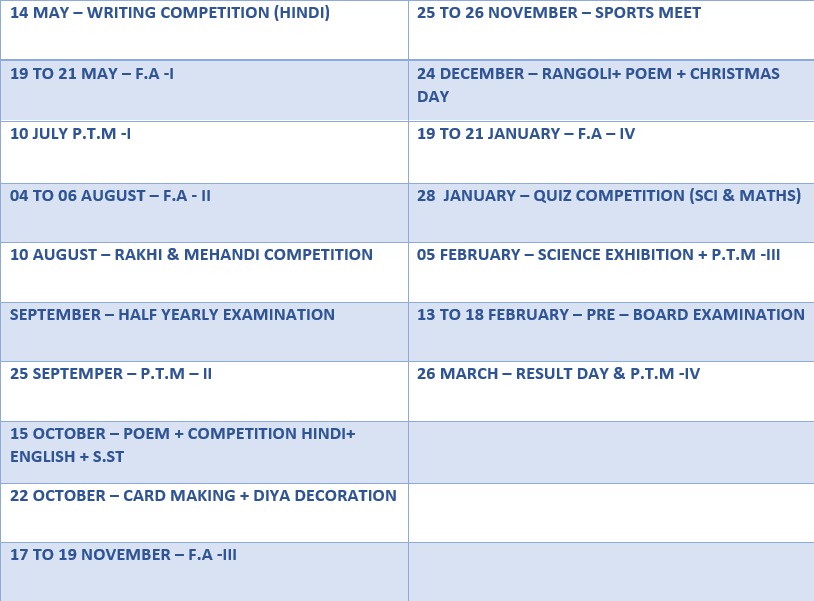 14 MAY – WRITING COMPETITION (HINDI)
19 TO 21 MAY – F.A -I
10 JULY P.T.M -I
04 TO 06 AUGUST – F.A - II
10 AUGUST – RAKHI & MEHANDI COMPETITION
SEPTEMBER – HALF YEARLY EXAMINATION
25 SEPTEMPER – P.T.M – II
15 OCTOBER – POEM + COMPETITION HINDI+
ENGLISH + S.ST
22 OCTOBER – CARD MAKING + DIYA DECORATION
17 TO 19 NOVEMBER – F.A -III
25 TO 26 NOVEMBER – SPORTS MEET
24 DECEMBER – RANGOLI+ POEM + CHRISTMAS
DAY
19 TO 21 JANUARY – F.A – IV
28  JANUARY – QUIZ COMPETITION (SCI & MATHS)
05 FEBRUARY – SCIENCE EXHIBITION + P.T.M -III
13 TO 18 FEBRUARY – PRE – BOARD EXAMINATION
26 MARCH – RESULT DAY & P.T.M -IV